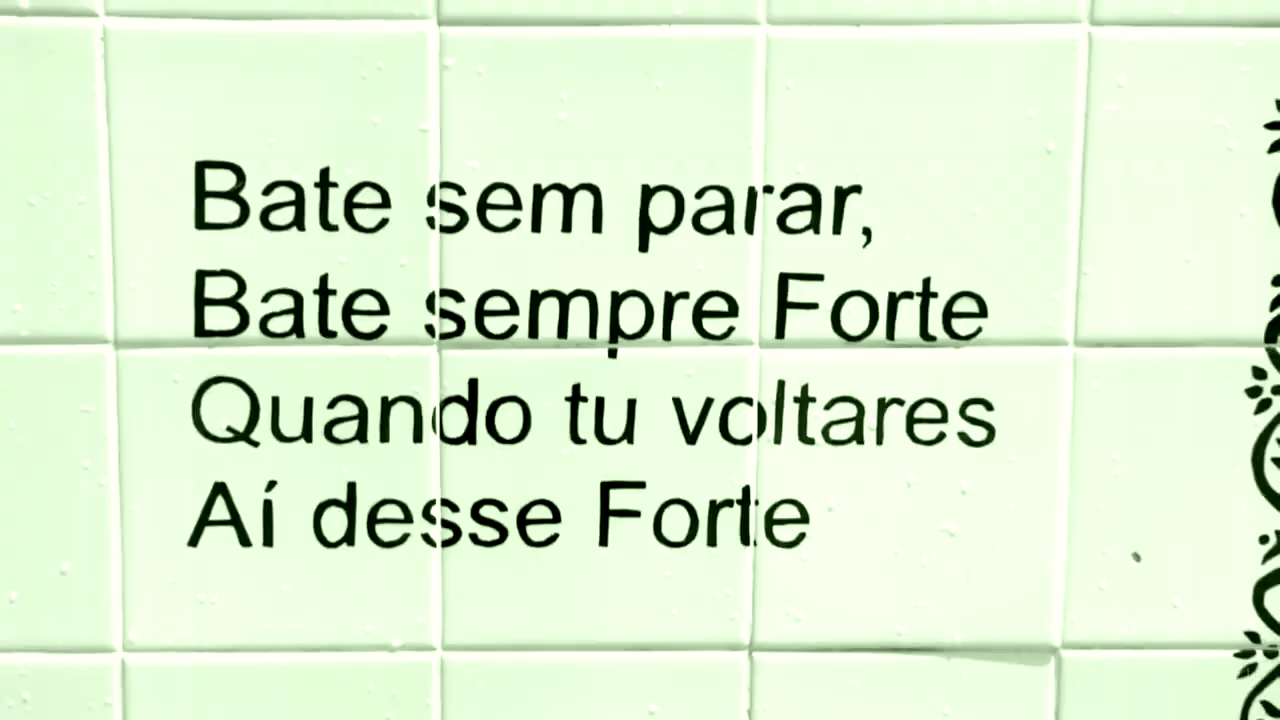 Bate sem parar,
Bate sempre Forte
Quando tu voltares
Aí desse Forte